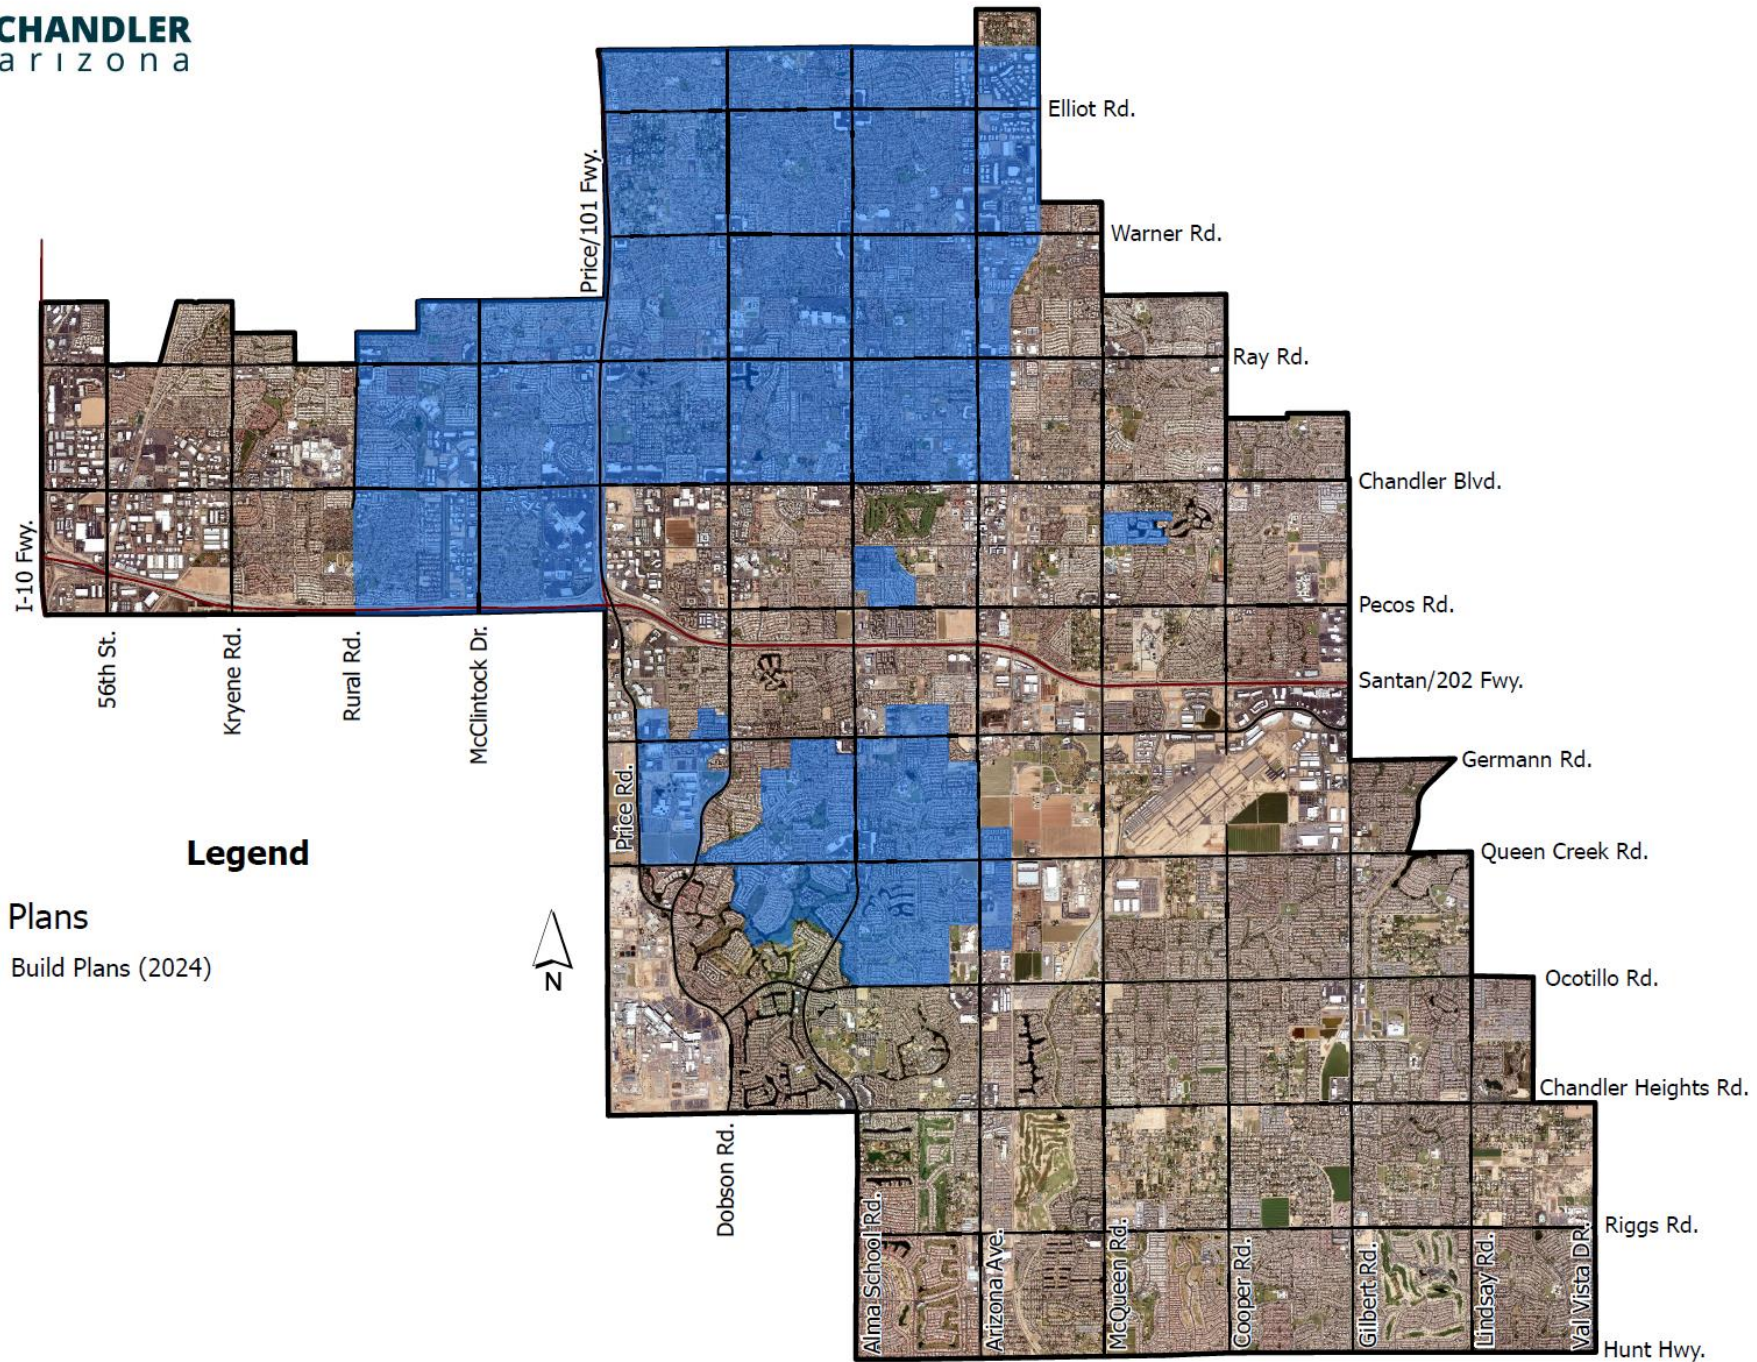 CHANDLER
arizona
Elliot Rd.
Price/101 Fwy.
Warner Rd.
Ray Rd.
Chandler Blvd.
I-10 Fwy.
Pecos Rd.
56th St.
Kryene Rd.
Rural Rd.
McClintock Dr.
Santan/202 Fwy.
Germann Rd.
Price Rd.
Legend
Queen Creek Rd.
Plans
Build Plans (2024)
N
Ocotillo Rd.
Chandler Heights Rd.
Dobson Rd.
Alma School Rd.
Arizona Ave.
McQueen Rd.
Cooper Rd.
Gilbert Rd.
Lindsay Rd.
Val Vista DR.
Riggs Rd.
Hunt Hwy.